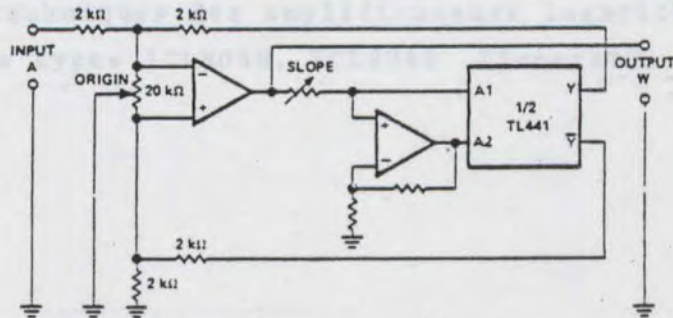 2 kΩ 2 kΩ
INPUT
A
OUTPUT
W
ORIGIN
20 kΩ
−
+
SLOPE
A1
A2
1/2
TL441
Y
Y̅
+
−
2 kΩ
2 kΩ